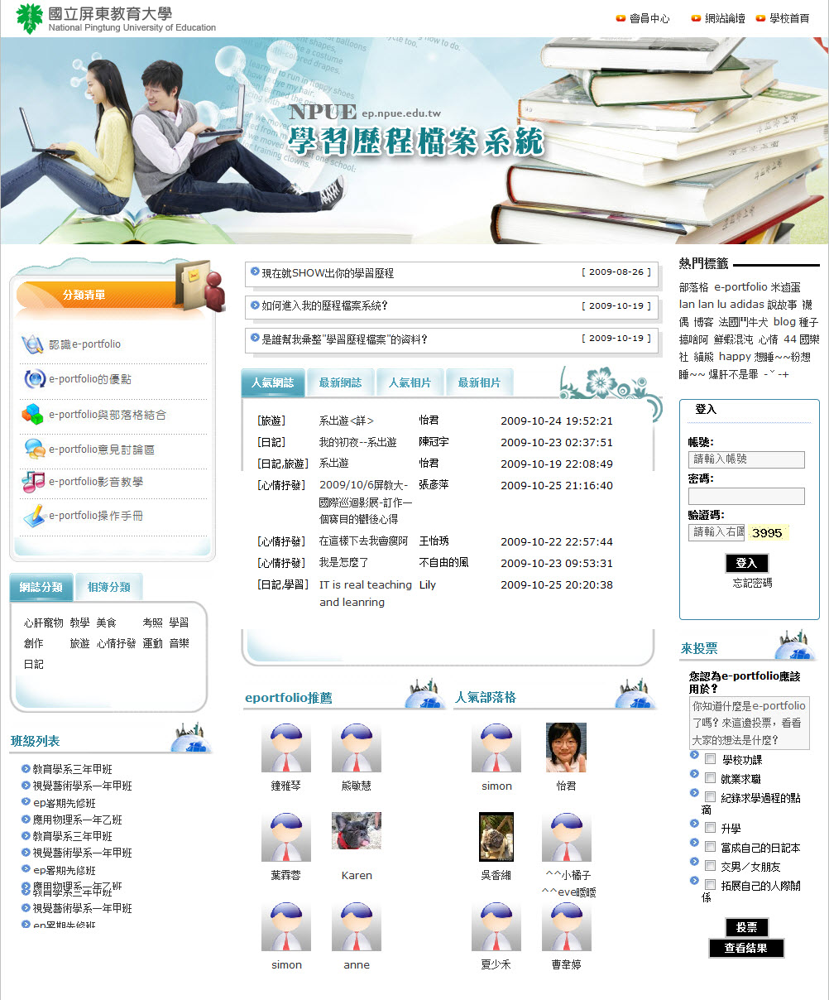 國立屏東教育大學
National Pingtung University of Education
會員中心 網站論壇 學校首頁
NPUE ep.npue.edu.tw
學習歷程檔案系統
分類清單
認識e-portfolio
e-portfolio的優點
e-portfolio與部落格結合
e-portfolio意見討論區
e-portfolio影音教學
e-portfolio操作手冊
網誌分類 相簿分類
心肝寵物 教學 美食 考照 學習
創作 旅遊 心情抒發 運動 音樂
日記
班級列表
教育學系三年甲班
視覺藝術學系一年甲班
ep暑期先修班
應用物理系一年乙班
教育學系三年甲班
視覺藝術學系一年甲班
ep暑期先修班
應用物理系一年乙班
教育學系三年甲班
視覺藝術學系一年甲班
ep暑期先修班
現在就SHOW出你的學習歷程 [ 2009-08-26 ]
如何進入我的歷程檔案系統? [ 2009-10-19 ]
是誰幫我彙整"學習歷程檔案"的資料? [ 2009-10-19 ]
人氣網誌 最新網誌 人氣相片 最新相片
[旅遊] 系出遊<詳> 怡君 2009-10-24 19:52:21
[日記] 我的初夜--系出遊 陳冠宇 2009-10-23 02:37:51
[日記,旅遊] 系出遊 怡君 2009-10-19 22:08:49
[心情抒發] 2009/10/6屏教大- 張彥萍 2009-10-25 21:16:40
國際巡迴影展-訂作一
個寶貝的觀後心得
[心情抒發] 在這樣下去我會瘦阿 王怡琇 2009-10-22 22:57:44
[心情抒發] 我是怎麼了 不自由的風 2009-10-23 09:53:31
[日記,學習] IT is real teaching Lily 2009-10-25 20:20:38
and leanring
eportfolio推薦
鐘雅琴 熊敏慧
葉霖蓉 Karen
simon anne
人氣部落格
simon 怡君
吳香緗 ^^小橘子
^^eve曖曖
夏少禾 曹韋婷
熱門標籤
部落格 e-portfolio 米滷蛋
lan lan lu adidas 說故事 襪
偶 博客 法國鬥牛犬 blog 種子
搞啥阿 鮮蝦混沌 心情 44 國樂
社 貓熊 happy 想睡~~粉想
睡~~ 爆肝不是罪 -ˇ-+
登入
帳號:
請輸入帳號
密碼:
驗證碼:
請輸入右圖 3995
登入
忘記密碼
來投票
您認為e-portfolio應該
用於?
你知道什麼是e-portfolio
了嗎? 來這邊投票，看看
大家的想法是什麼?
學校功課
就業求職
紀錄求學過程的點
滴
升學
當成自己的日記本
交男／女朋友
拓展自己的人際關
係
投票
查看結果